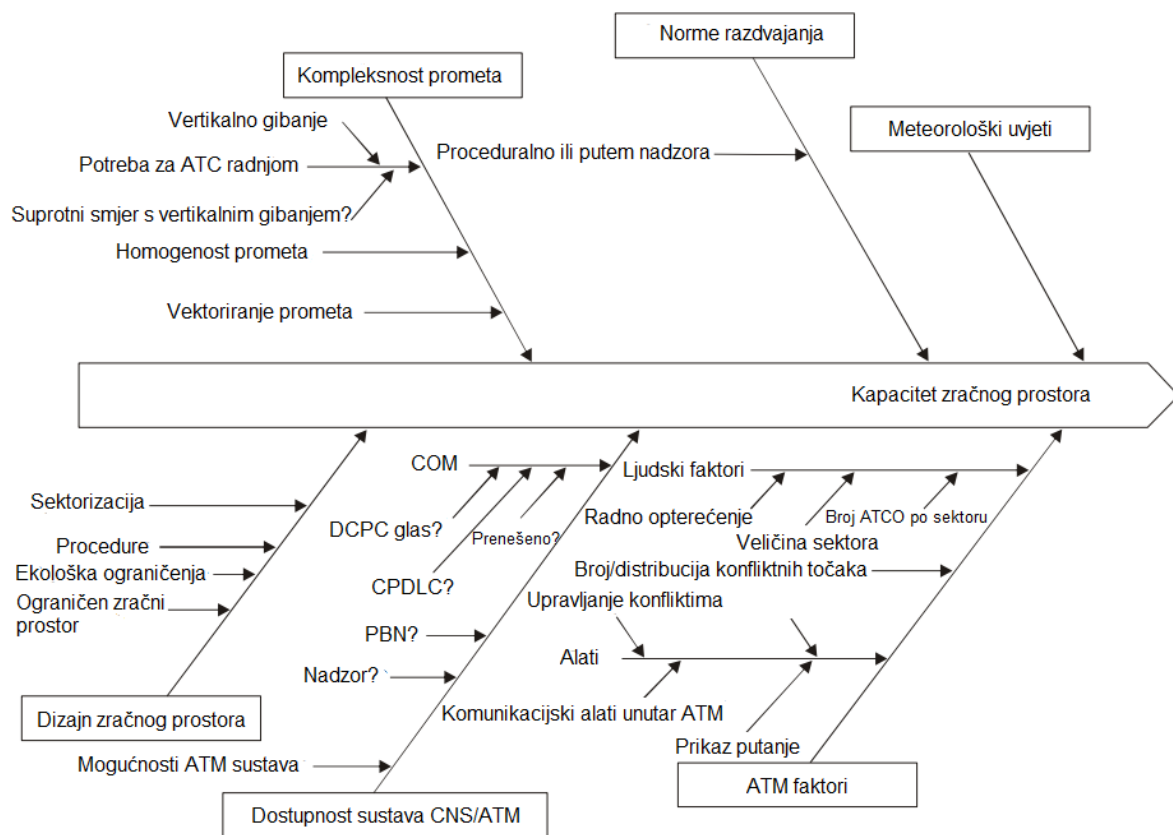 Norme razdvajanja
Kompleksnost prometa
Meteorološki uvjeti
Vertikalno gibanje
Potreba za ATC radnjom
Suprotni smjer s vertikalnim gibanjem?
Homogenost prometa
Vektoriranje prometa
Proceduralno ili putem nadzora
Kapacitet zračnog prostora
Sektorizacija
Procedure
Ekološka ograničenja
Ograničen zračni
prostor
Dizajn zračnog prostora
COM
DCPC glas?
Prenešeno?
CPDLC?
PBN?
Nadzor?
Mogućnosti ATM sustava
Dostupnost sustava CNS/ATM
Ljudski faktori
Radno opterećenje
Veličina sektora
Broj ATCO po sektoru
Broj/distribucija konfliktnih točaka
Upravljanje konfliktima
Alati
Komunikacijski alati unutar ATM
Prikaz putanje
ATM faktori